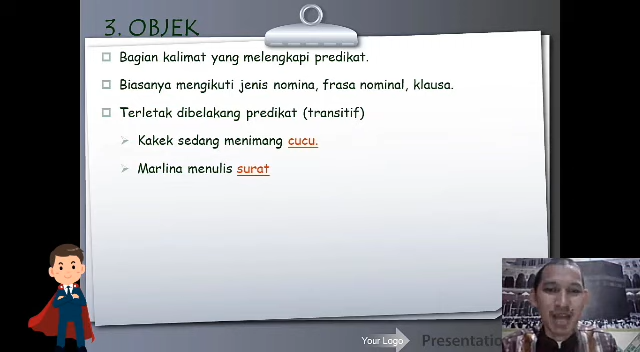 3. OBJEK
Bagian kalimat yang melengkapi predikat.
Biasanya mengikuti jenis nomina, frasa nominal, klausa.
Terletak dibelakang predikat (transitif)
Kakek sedang menimang cucu.
Marlina menulis surat
Your Logo
Presentatio